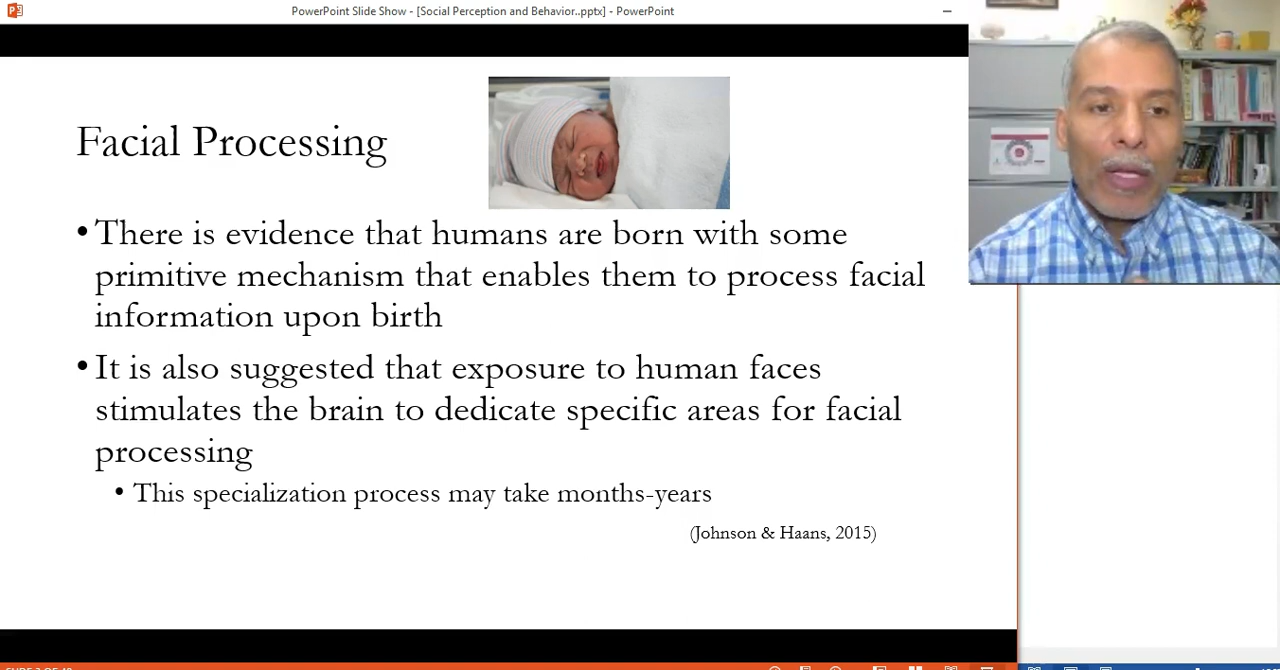 PowerPoint Slide Show - [Social Perception and Behavior..pptx] - PowerPoint
Facial Processing
• There is evidence that humans are born with some
primitive mechanism that enables them to process facial
information upon birth
• It is also suggested that exposure to human faces
stimulates the brain to dedicate specific areas for facial
processing
• This specialization process may take months-years
(Johnson & Haans, 2015)